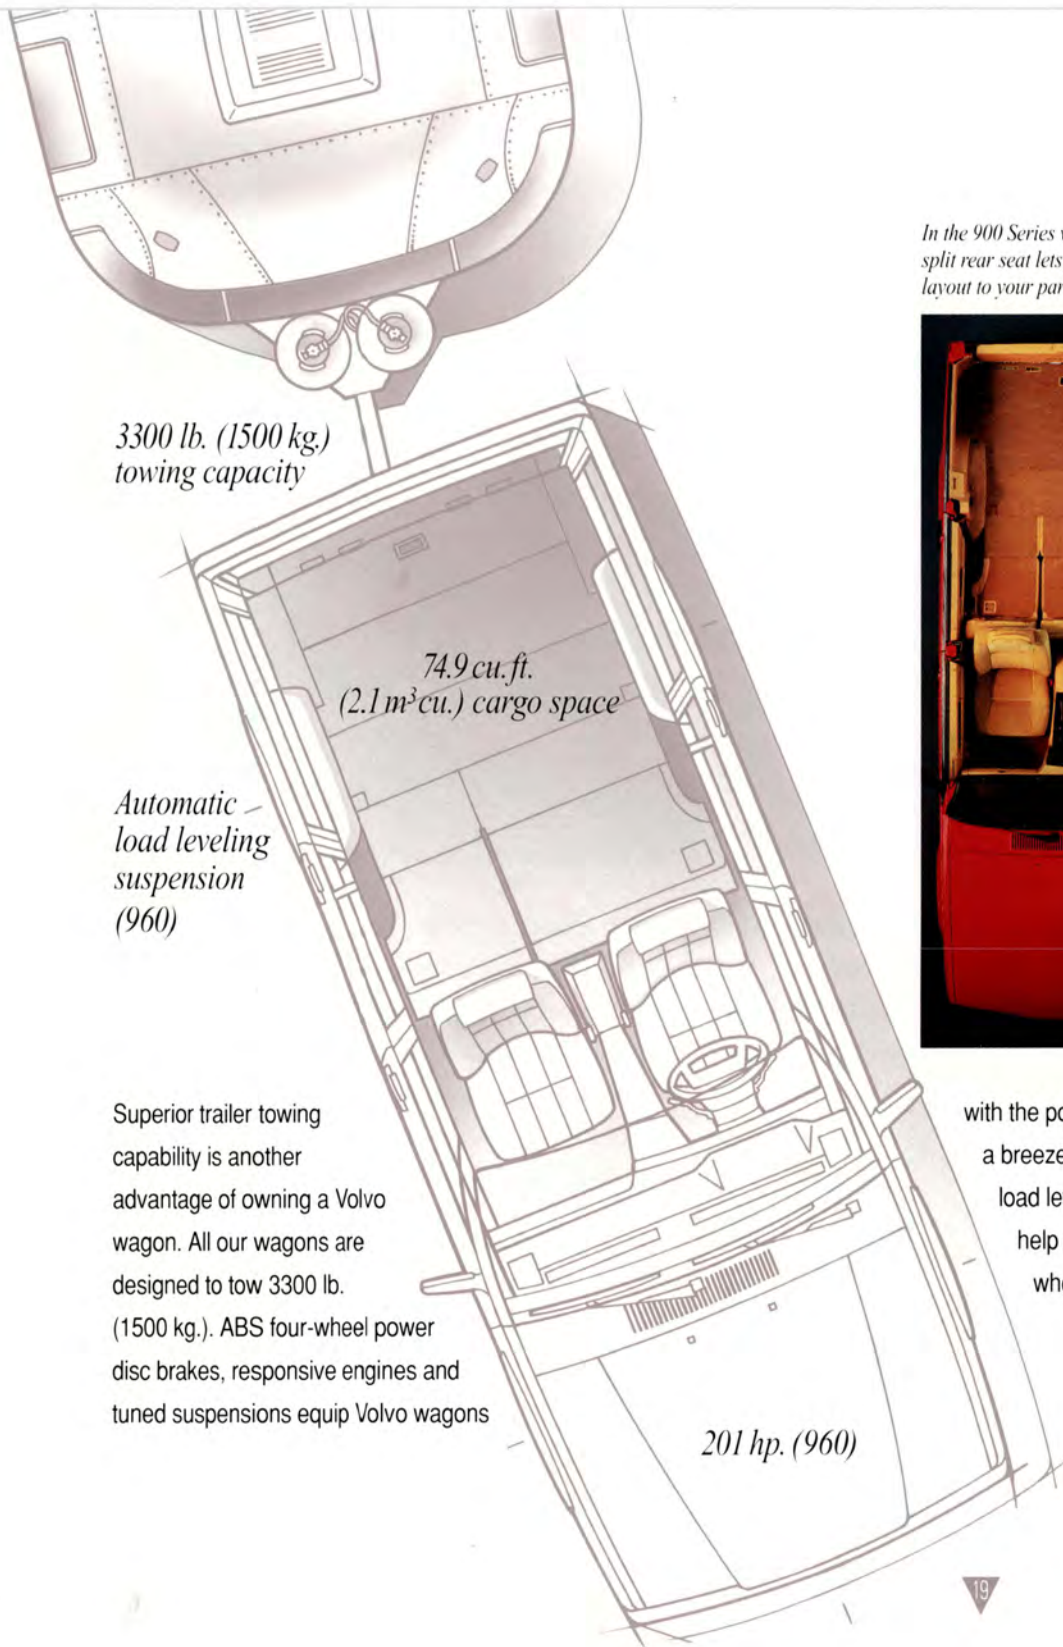 In the 900 Series
split rear seat lets
layout to your
3300 lb. (1500 kg.)
towing capacity
74.9 cu. ft.
(2.1 m³ cu.) cargo space
Automatic
load leveling
suspension
(960)
Superior trailer towing
capability is another
advantage of owning a Volvo
wagon. All our wagons are
designed to tow 3300 lb.
(1500 kg.). ABS four-wheel power
disc brakes, responsive engines and
tuned suspensions equip Volvo wagons
with the
a breeze
load
help
201 hp. (960)
19